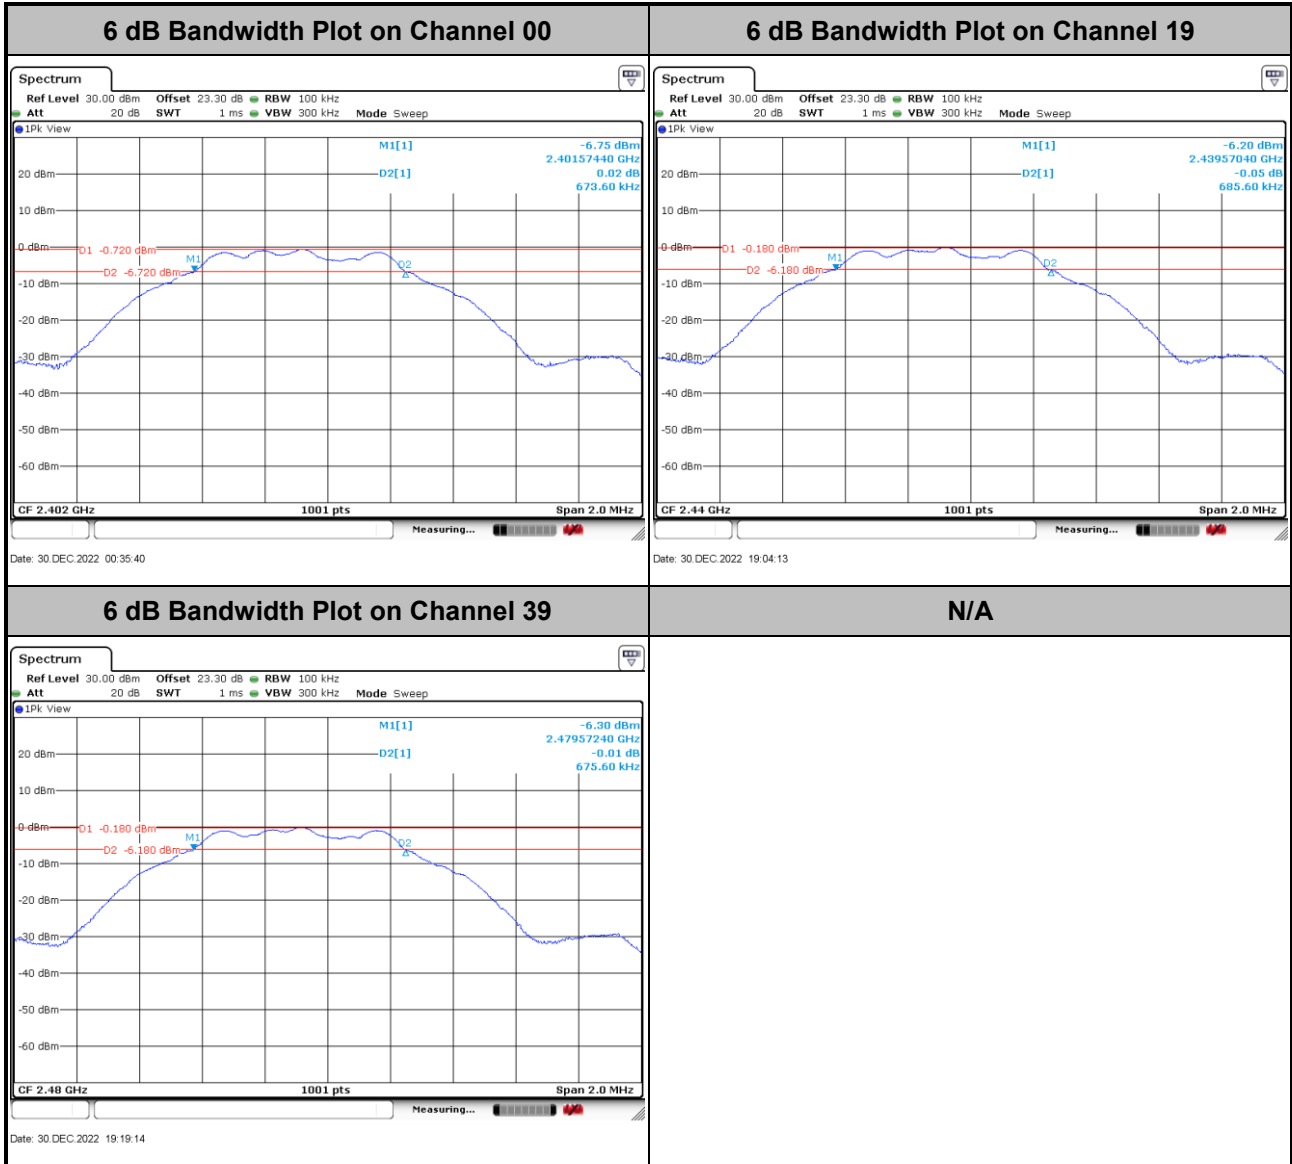 6 dB Bandwidth Plot on Channel 00
Spectrum
Ref Level 30.00 dBm Offset 23.30 dB RBW 100 kHz
Att 20 dB SWT 1 ms VBW 300 kHz Mode Sweep
1Pk View
M1[1] -6.75 dBm
2.40157440 GHz
D2[1] 0.02 dB
673.60 kHz
20 dBm
10 dBm
0 dBm
D1 -0.720 dBm
M1
D2
D2 -6.720 dBm
-10 dBm
-20 dBm
-30 dBm
-40 dBm
-50 dBm
-60 dBm
CF 2.402 GHz 1001 pts Span 2.0 MHz
Measuring...
Date: 30.DEC.2022 00:35:40
6 dB Bandwidth Plot on Channel 19
Spectrum
Ref Level 30.00 dBm Offset 23.30 dB RBW 100 kHz
Att 20 dB SWT 1 ms VBW 300 kHz Mode Sweep
1Pk View
M1[1] -6.20 dBm
2.43957040 GHz
D2[1] -0.05 dB
685.60 kHz
20 dBm
10 dBm
0 dBm
D1 -0.180 dBm
M1
D2
D2 -6.180 dBm
-10 dBm
-20 dBm
-30 dBm
-40 dBm
-50 dBm
-60 dBm
CF 2.44 GHz 1001 pts Span 2.0 MHz
Measuring...
Date: 30.DEC.2022 19:04:13
6 dB Bandwidth Plot on Channel 39
Spectrum
Ref Level 30.00 dBm Offset 23.30 dB RBW 100 kHz
Att 20 dB SWT 1 ms VBW 300 kHz Mode Sweep
1Pk View
M1[1] -6.30 dBm
2.47957240 GHz
D2[1] -0.01 dB
675.60 kHz
20 dBm
10 dBm
0 dBm
D1 -0.180 dBm
M1
D2
D2 -6.180 dBm
-10 dBm
-20 dBm
-30 dBm
-40 dBm
-50 dBm
-60 dBm
CF 2.48 GHz 1001 pts Span 2.0 MHz
Measuring...
Date: 30.DEC.2022 19:19:14
N/A